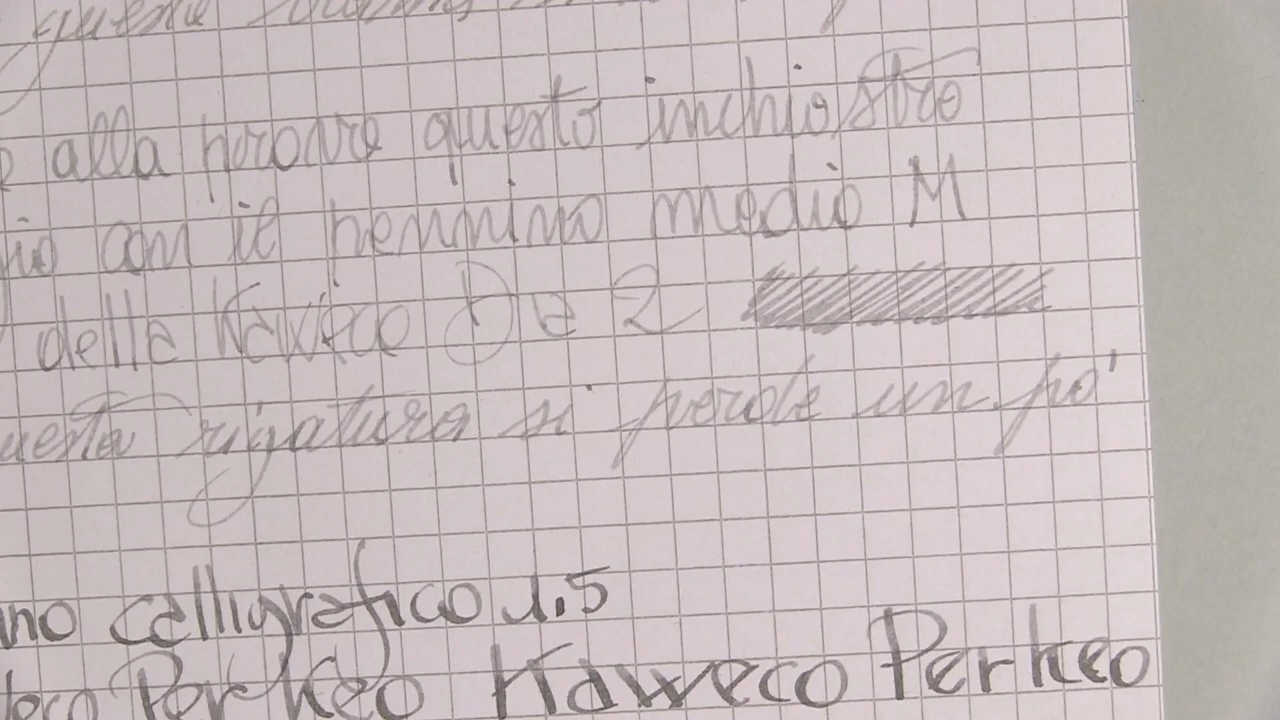 queste
alla provare questo inchiostro
con il pennino medio M
della Kaweco Dia 2
questa rigatura si perde un po'
calligrafico 1.5
Perkeo Kaweco Perkeo